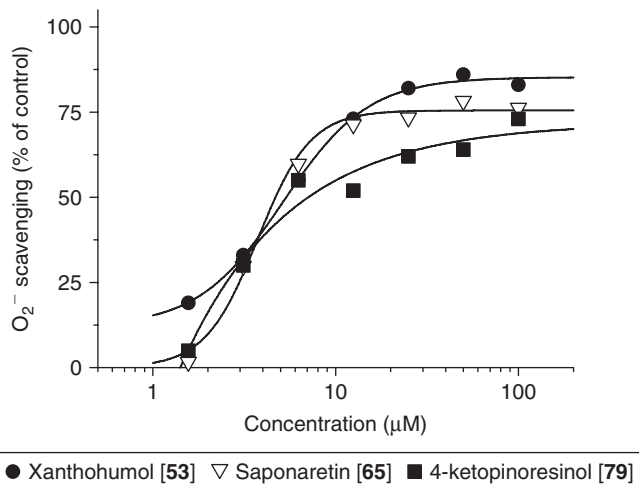 100
75
50
25
0
O₂⁻ scavenging (% of control)
1 10 100
Concentration (μM)
Xanthohumol [53] Saponaretin [65] 4-ketopinoresinol [79]